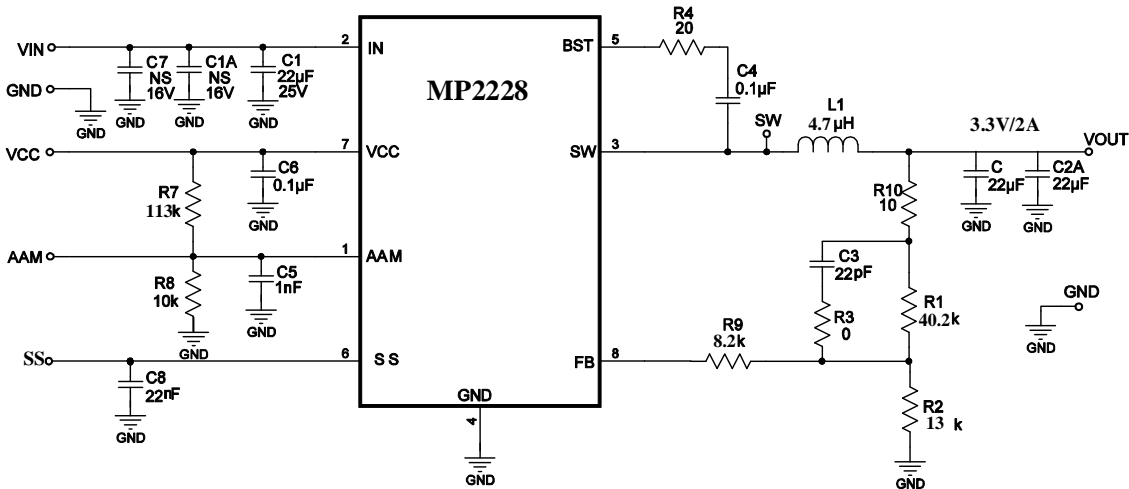 R4
20
VIN
2
IN
BST
5
C7
NS
16V
C1A
NS
16V
C1
22µF
25V
C4
0.1µF
GND
GND
GND
GND
GND
MP2228
L1
4.7µH
SW
3.3V/2A
VCC
7
VCC
SW
3
VOUT
C6
0.1µF
GND
R7
113k
R10
10
C
22µF
GND
C2A
22µF
GND
AAM
1
AAM
C3
22pF
R8
10k
C5
1nF
GND
GND
R3
0
R1
40.2k
GND
GND
R9
8.2k
SS
6
SS
FB
8
C8
22nF
GND
GND
4
GND
R2
13 k
GND